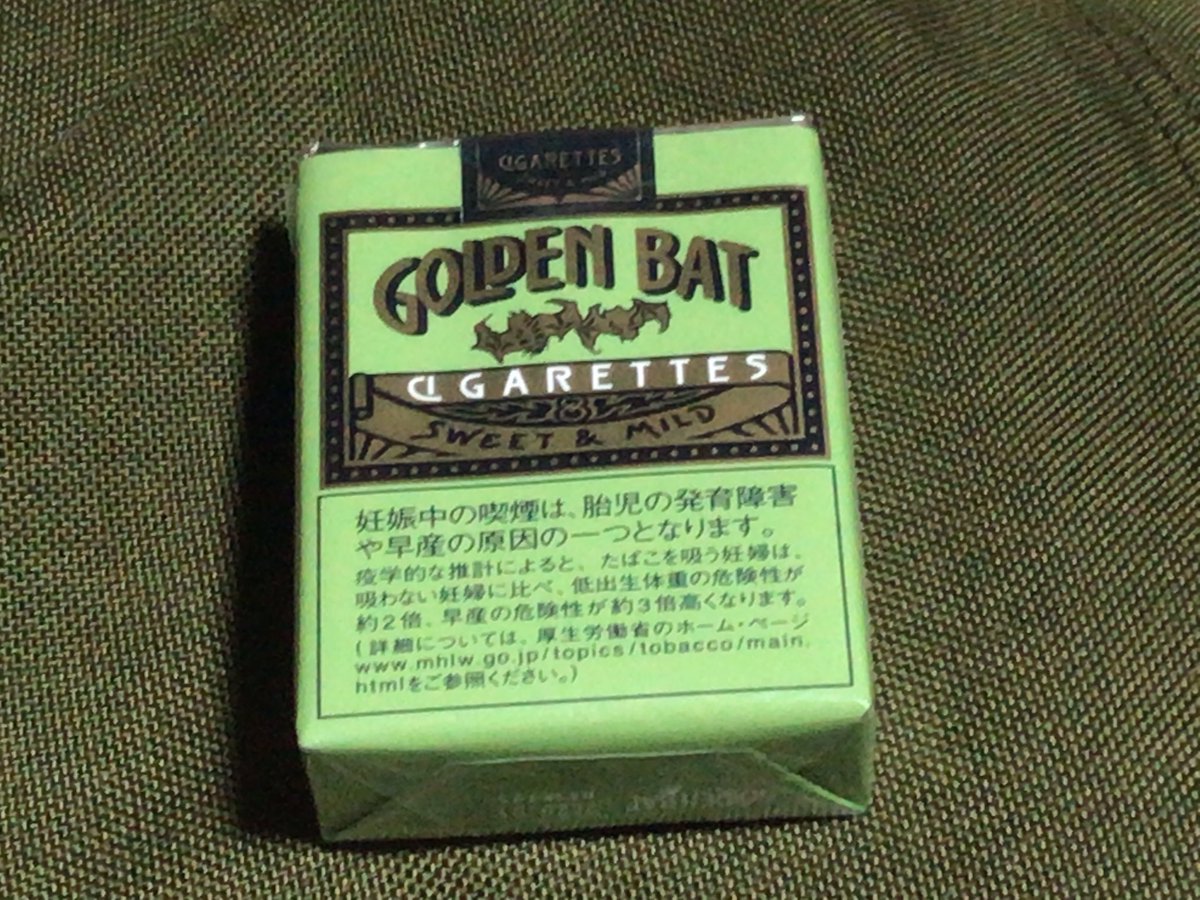 CIGARETTES
GOLDEN BAT
CIGARETTES
SWEET & MILD
妊娠中の喫煙は、胎児の発育障害
や早産の原因の一つとなります。
疫学的な推計によると、たばこを吸う妊婦は、
吸わない妊婦に比べ、低出生体重の危険性が
約2倍、早産の危険性が約3倍高くなります。
(詳細については、厚生労働省のホーム・ページ
www.mhlw.go.jp/topics/tobacco/main.
htmlをご参照ください。)